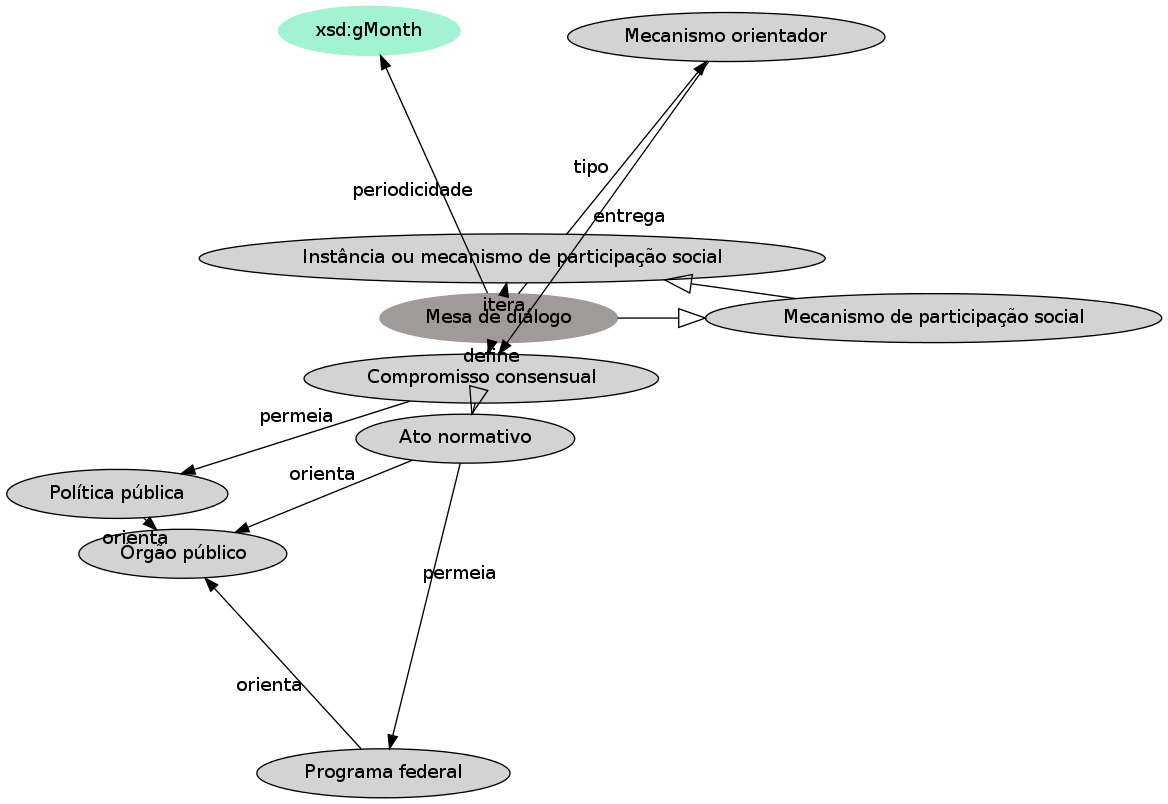 xsd:gMonth
Mecanismo orientador
tipo
periodicidade
entrega
Instância ou mecanismo de participação social
itera
Mesa de diálogo
Mecanismo de participação social
define
Compromisso consensual
permeia
Ato normativo
orienta
Política pública
orienta
Órgão público
permeia
orienta
Programa federal